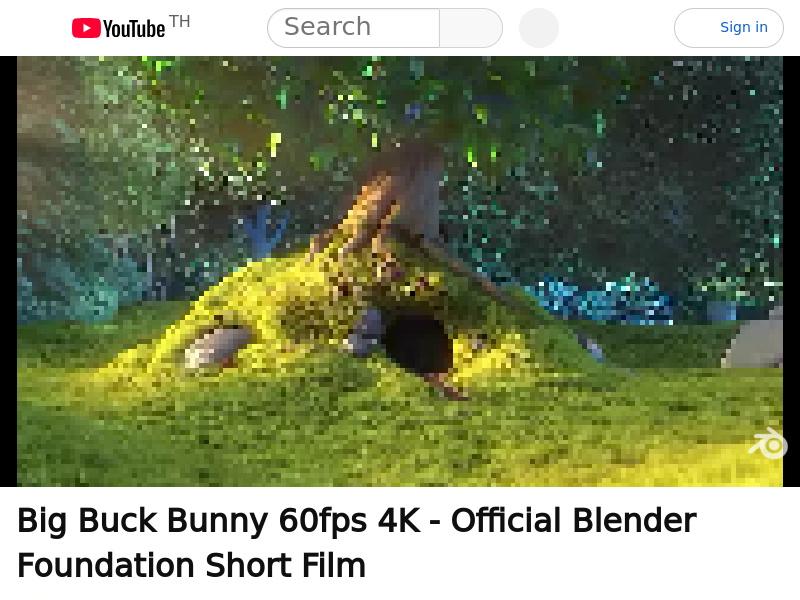 YouTube TH
Search
Sign in
Big Buck Bunny 60fps 4K - Official Blender
Foundation Short Film